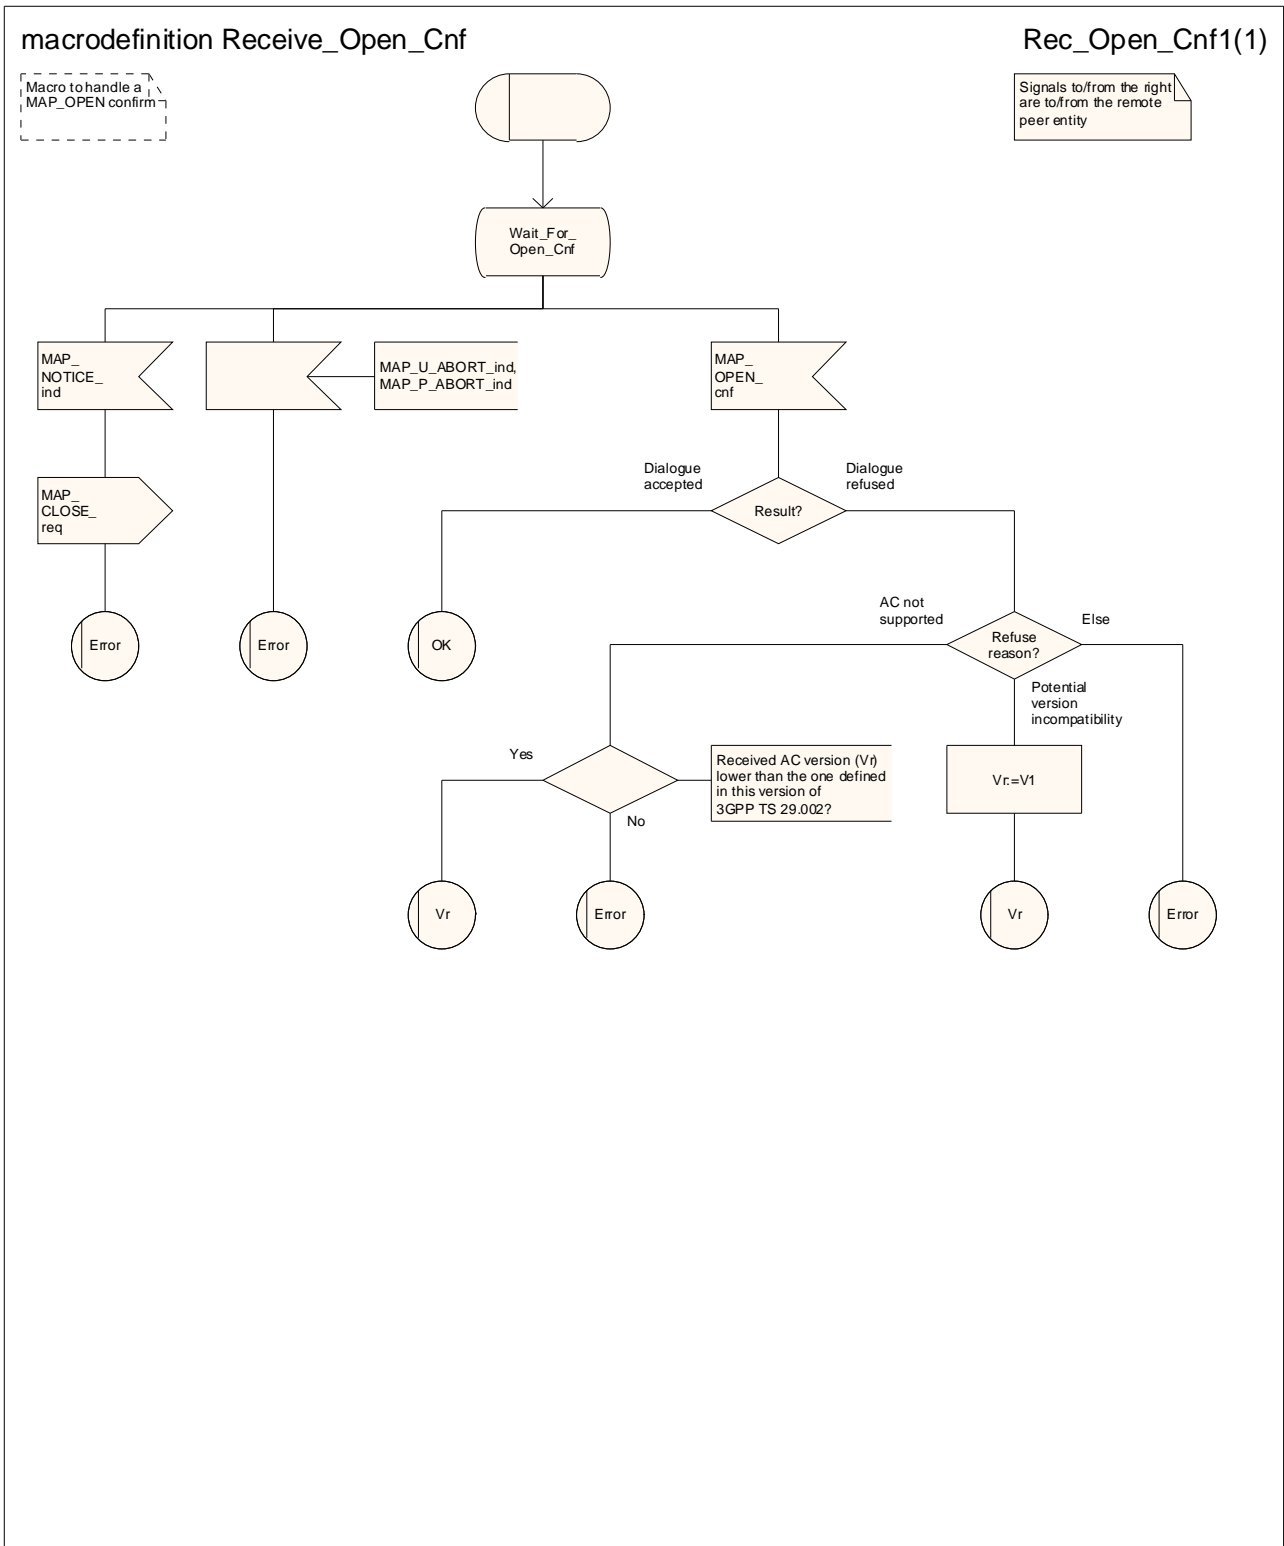 macrodefinition Receive_Open_Cnf
Rec_Open_Cnf1(1)
Macro to handle a
MAP_OPEN confirm
Signals to/from the right
are to/from the remote
peer entity
Wait_For_
Open_Cnf
MAP_
NOTICE_
ind
MAP_U_ABORT_ind,
MAP_P_ABORT_ind
MAP_
OPEN_
cnf
Dialogue
accepted
Dialogue
refused
MAP_
CLOSE_
req
Result?
AC not
supported
Else
Error
Error
OK
Refuse
reason?
Potential
version
incompatibility
Yes
Received AC version (Vr)
lower than the one defined
in this version of
3GPP TS 29.002?
Vr:=V1
No
Vr
Error
Vr
Error